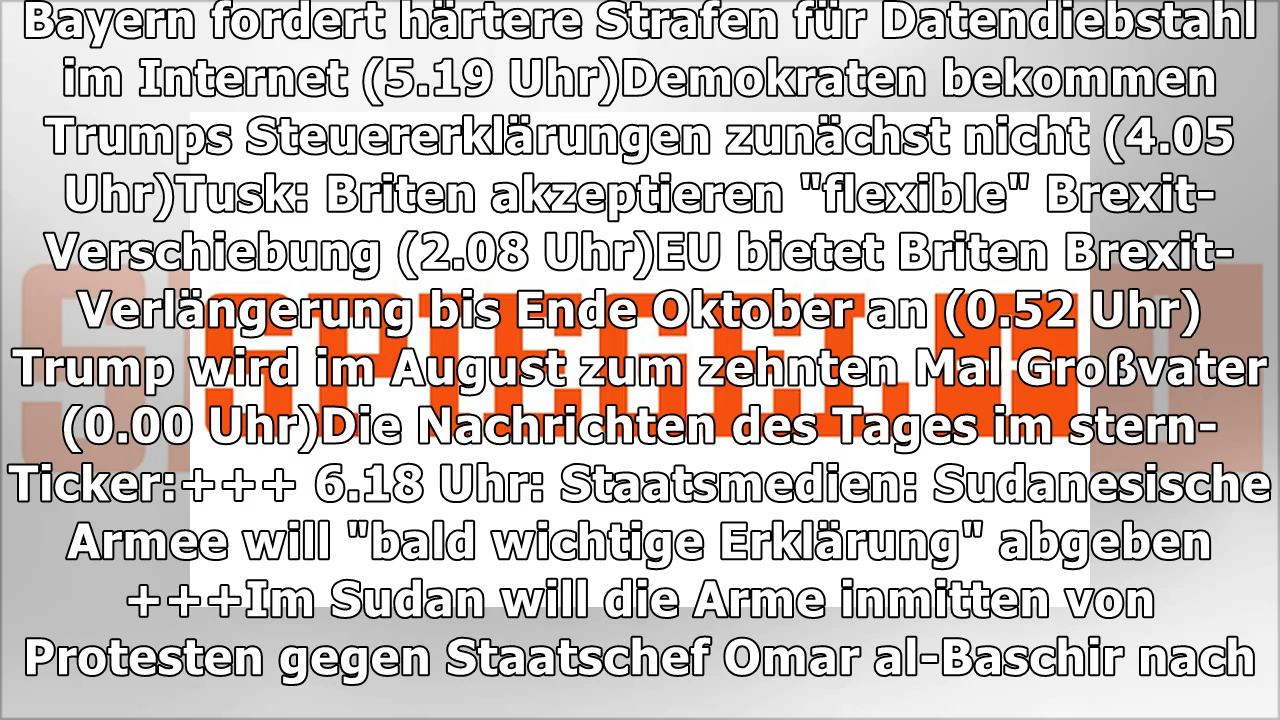 Bayern fordert härtere Strafen für Datendiebstahl
im Internet (5.19 Uhr)Demokraten bekommen
Trumps Steuererklärungen zunächst nicht (4.05
Uhr)Tusk: Briten akzeptieren "flexible" Brexit-
Verschiebung (2.08 Uhr)EU bietet Briten Brexit-
Verlängerung bis Ende Oktober an (0.52 Uhr)
Trump wird im August zum zehnten Mal Großvater
(0.00 Uhr)Die Nachrichten des Tages im stern-
Ticker:+++ 6.18 Uhr: Staatsmedien: Sudanesische
Armee will "bald wichtige Erklärung" abgeben
+++Im Sudan will die Arme inmitten von
Protesten gegen Staatschef Omar al-Baschir nach
SPIEGEL